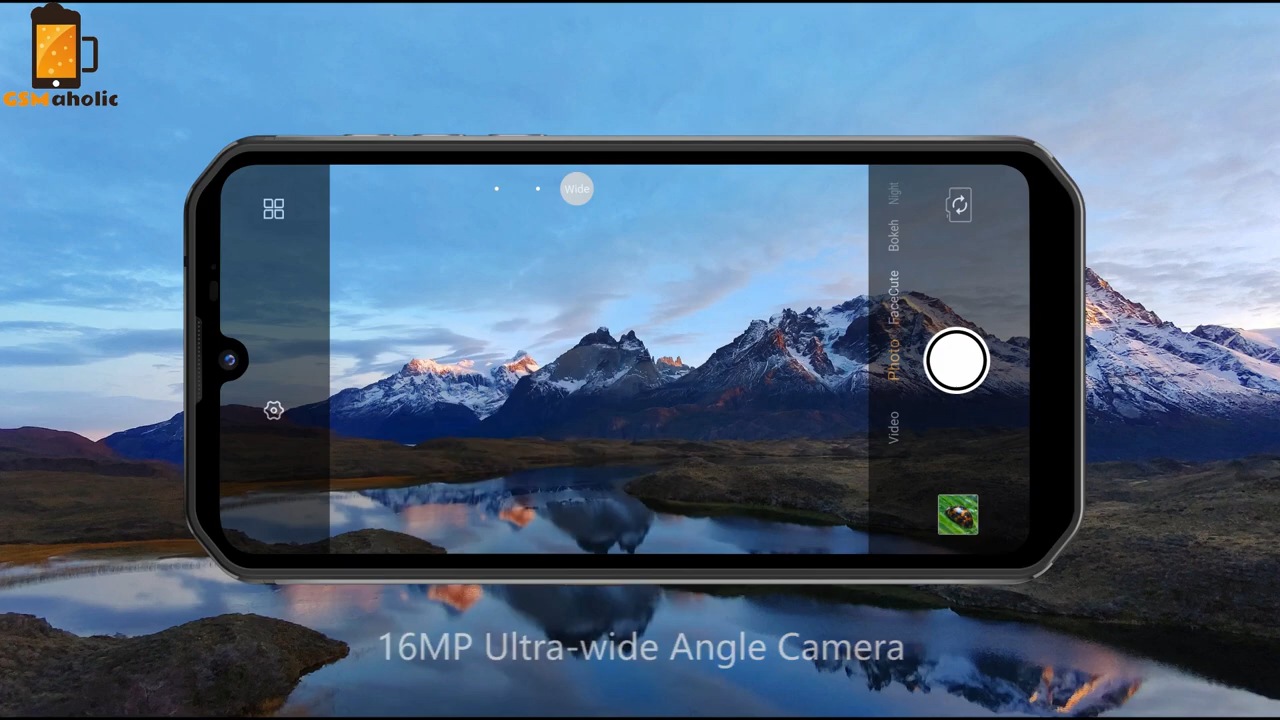 GSMaholic
Wide
Night
Bokeh
FaceCute
Photo
Video
16MP Ultra-wide Angle Camera